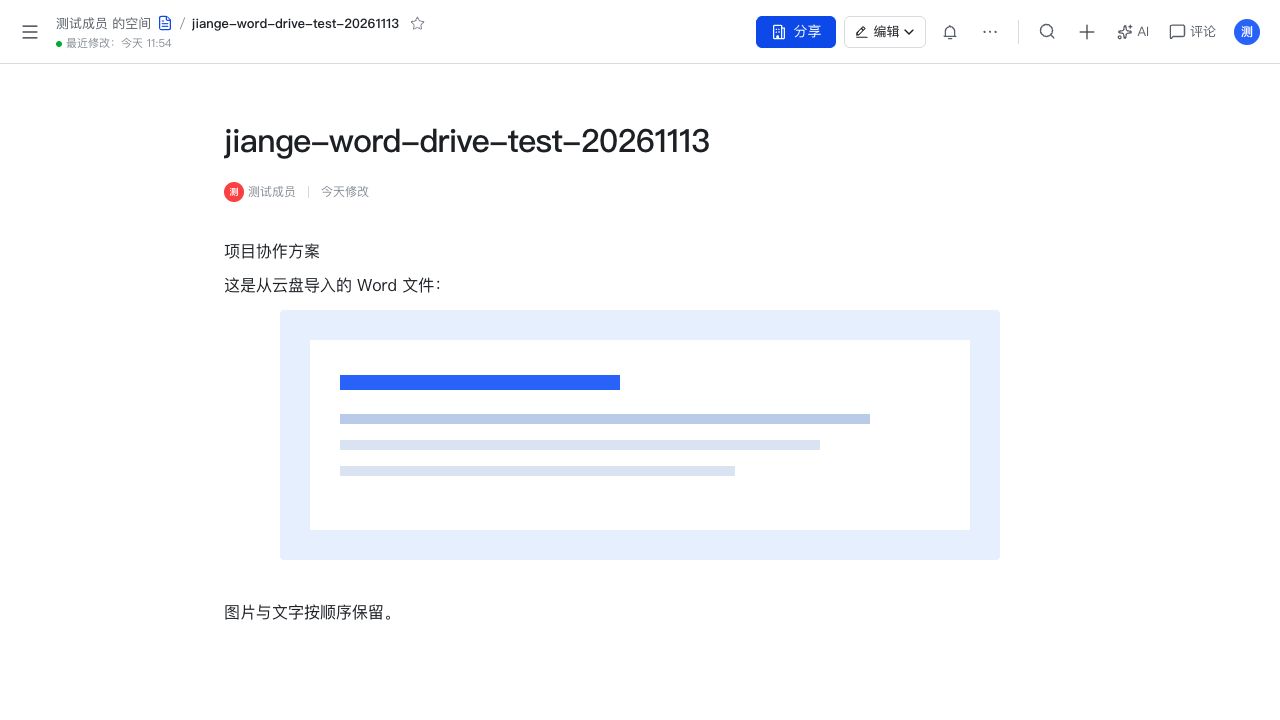 测试成员 的空间 / jiange-word-drive-test-20261113
最近修改：今天 11:54
分享
编辑
AI
评论
测
jiange-word-drive-test-20261113
测 测试成员 今天修改
项目协作方案
这是从云盘导入的 Word 文件：
图片与文字按顺序保留。